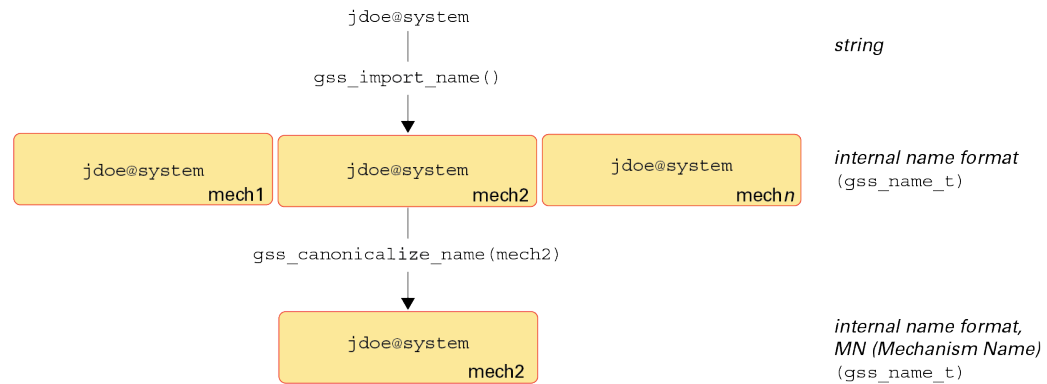 jdoe@system
string
gss_import_name()
jdoe@system
mech1
jdoe@system
mech2
jdoe@system
mechn
internal name format
(gss_name_t)
gss_canonicalize_name(mech2)
jdoe@system
mech2
internal name format,
MN (Mechanism Name)
(gss_name_t)